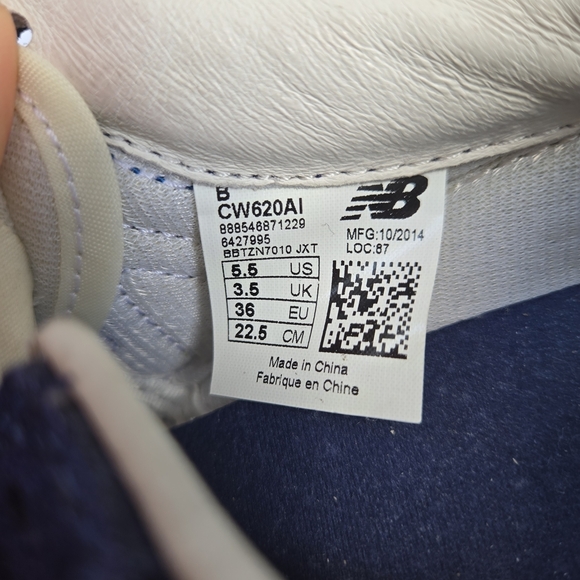 B
CW620AI
888546871229
6427995
BBTZN7010 JXT
NB
MFG:10/2014
LOC:87
5.5 US
3.5 UK
36 EU
22.5 CM
Made in China
Fabrique en Chine